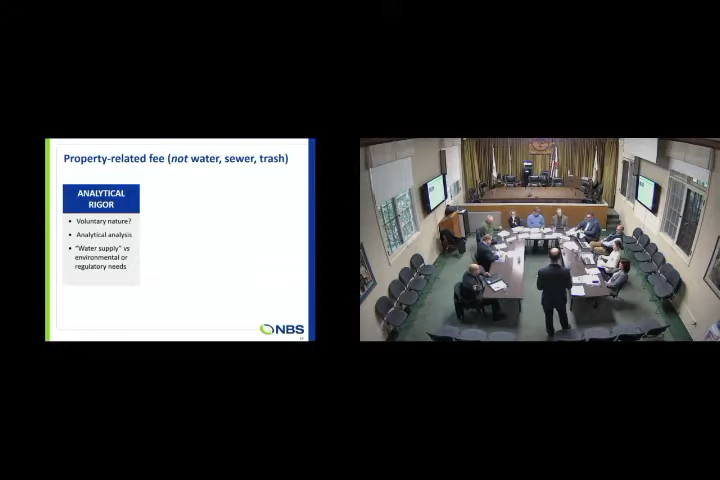 Property-related fee (not water, sewer, trash)
ANALYTICAL
RIGOR
• Voluntary nature?
• Analytical analysis
• "Water supply" vs
environmental or
regulatory needs
NBS